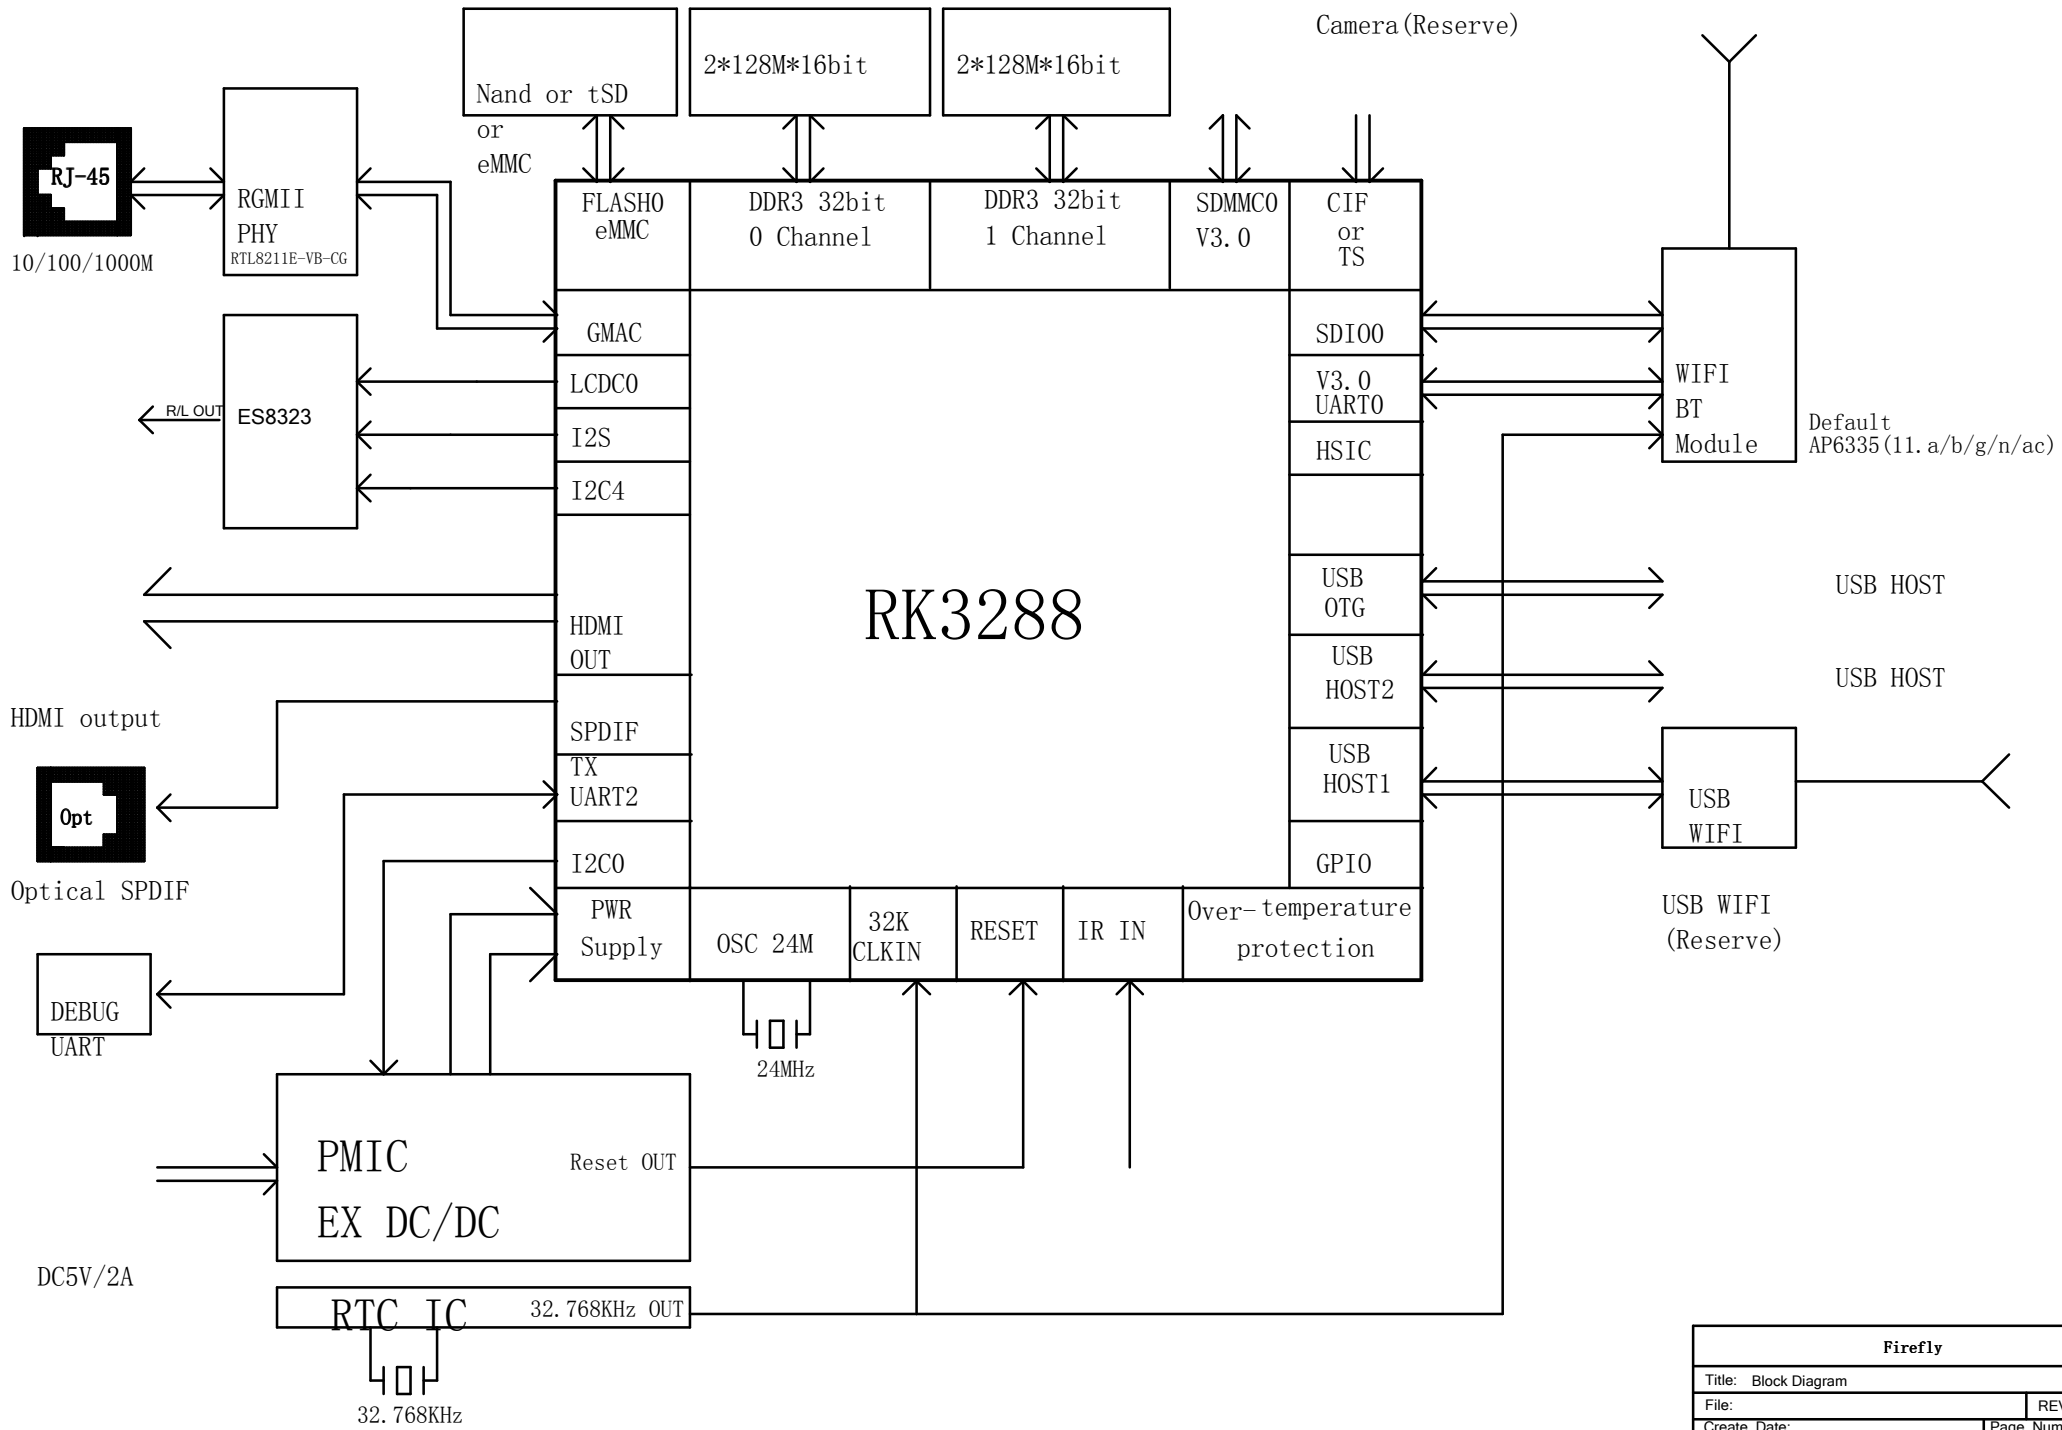 Camera(Reserve)
2*128M*16bit
2*128M*16bit
Nand or tSD
or
eMMC
RJ-45
10/100/1000M
RGMII
PHY
RTL8211E-VB-CG
FLASH0
eMMC
DDR3 32bit
0 Channel
DDR3 32bit
1 Channel
SDMMC0
V3.0
CIF
or
TS
GMAC
LCDC0
I2S
I2C4
HDMI
OUT
SPDIF
TX
UART2
I2C0
PWR
Supply
R/L OUT
ES8323
SDIO0
V3.0
UART0
HSIC
USB
OTG
USB
HOST2
USB
HOST1
GPIO
WIFI
BT
Module
Default
AP6335(11.a/b/g/n/ac)
RK3288
USB HOST
USB HOST
USB
WIFI
USB WIFI
(Reserve)
HDMI output
Opt
Optical SPDIF
DEBUG
UART
OSC 24M
32K
CLKIN
RESET
IR IN
Over-temperature
protection
24MHz
PMIC
EX DC/DC
Reset OUT
DC5V/2A
RTC IC
32.768KHz OUT
32.768KHz
Firefly
Title: Block Diagram
File:
REV
Create Date:
Page Num